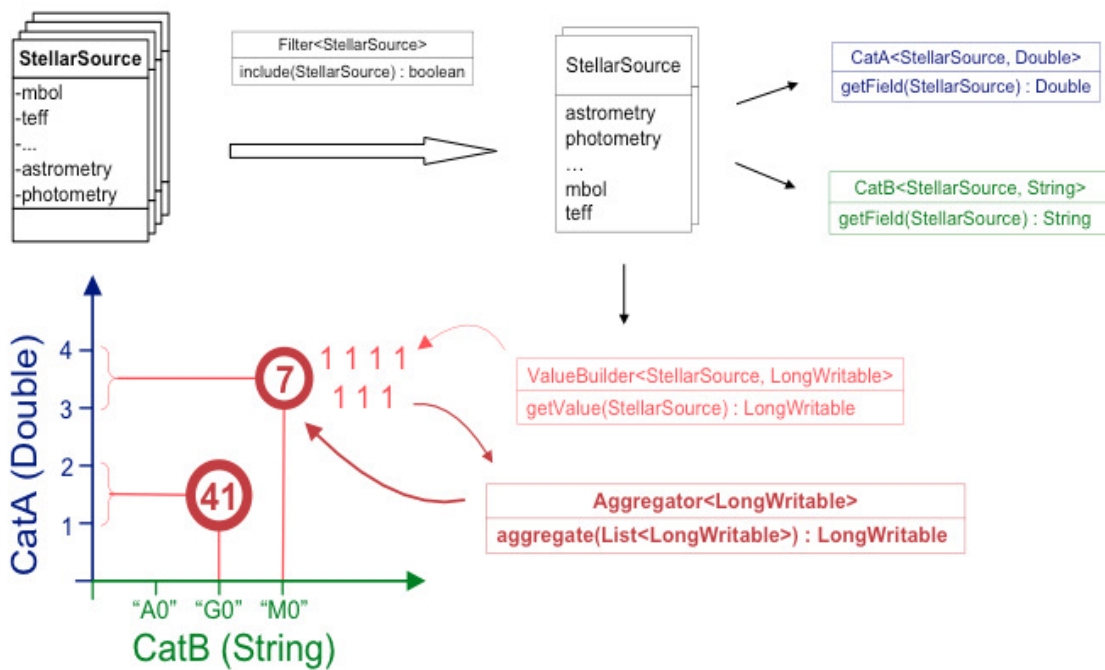 StellarSource
-mbol
-teff
-...
-astrometry
-photometry
Filter<StellarSource>
include(StellarSource) : boolean
StellarSource
astrometry
photometry
...
mbol
teff
CatA<StellarSource, Double>
getField(StellarSource) : Double
CatB<StellarSource, String>
getField(StellarSource) : String
CatA (Double)
4
3
2
1
7
41
1 1 1 1
1 1 1
ValueBuilder<StellarSource, LongWritable>
getValue(StellarSource) : LongWritable
Aggregator<LongWritable>
aggregate(List<LongWritable>) : LongWritable
“A0” “G0” “M0”
CatB (String)